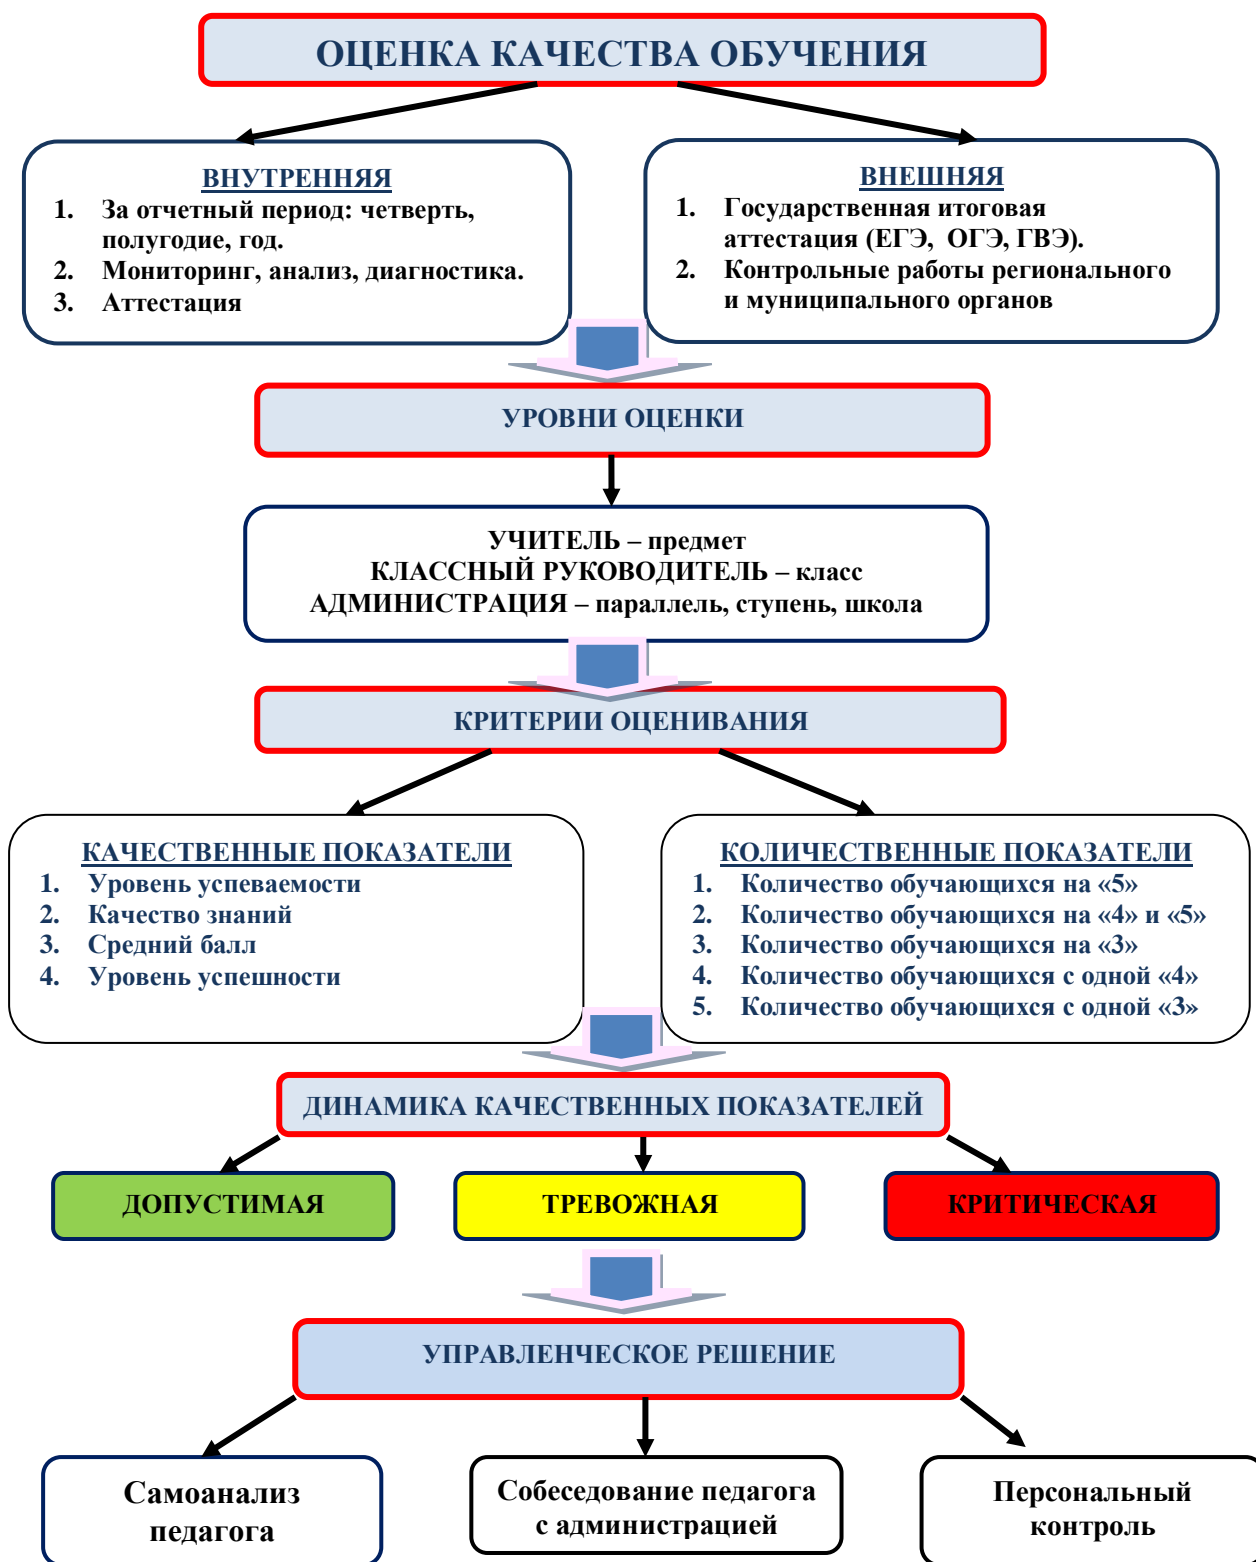 ОЦЕНКА КАЧЕСТВА ОБУЧЕНИЯ
ВНУТРЕННЯЯ
1. За отчетный период: четверть,
полугодие, год.
2. Мониторинг, анализ, диагностика.
3. Аттестация
ВНЕШНЯЯ
1. Государственная итоговая
аттестация (ЕГЭ, ОГЭ, ГВЭ).
2. Контрольные работы регионального
и муниципального органов
УРОВНИ ОЦЕНКИ
УЧИТЕЛЬ – предмет
КЛАССНЫЙ РУКОВОДИТЕЛЬ – класс
АДМИНИСТРАЦИЯ – параллель, ступень, школа
КРИТЕРИИ ОЦЕНИВАНИЯ
КАЧЕСТВЕННЫЕ ПОКАЗАТЕЛИ
1. Уровень успеваемости
2. Качество знаний
3. Средний балл
4. Уровень успешности
КОЛИЧЕСТВЕННЫЕ ПОКАЗАТЕЛИ
1. Количество обучающихся на «5»
2. Количество обучающихся на «4» и «5»
3. Количество обучающихся на «3»
4. Количество обучающихся с одной «4»
5. Количество обучающихся с одной «3»
ДИНАМИКА КАЧЕСТВЕННЫХ ПОКАЗАТЕЛЕЙ
ДОПУСТИМАЯ
ТРЕВОЖНАЯ
КРИТИЧЕСКАЯ
УПРАВЛЕНЧЕСКОЕ РЕШЕНИЕ
Самоанализ
педагога
Собеседование педагога
с администрацией
Персональный
контроль